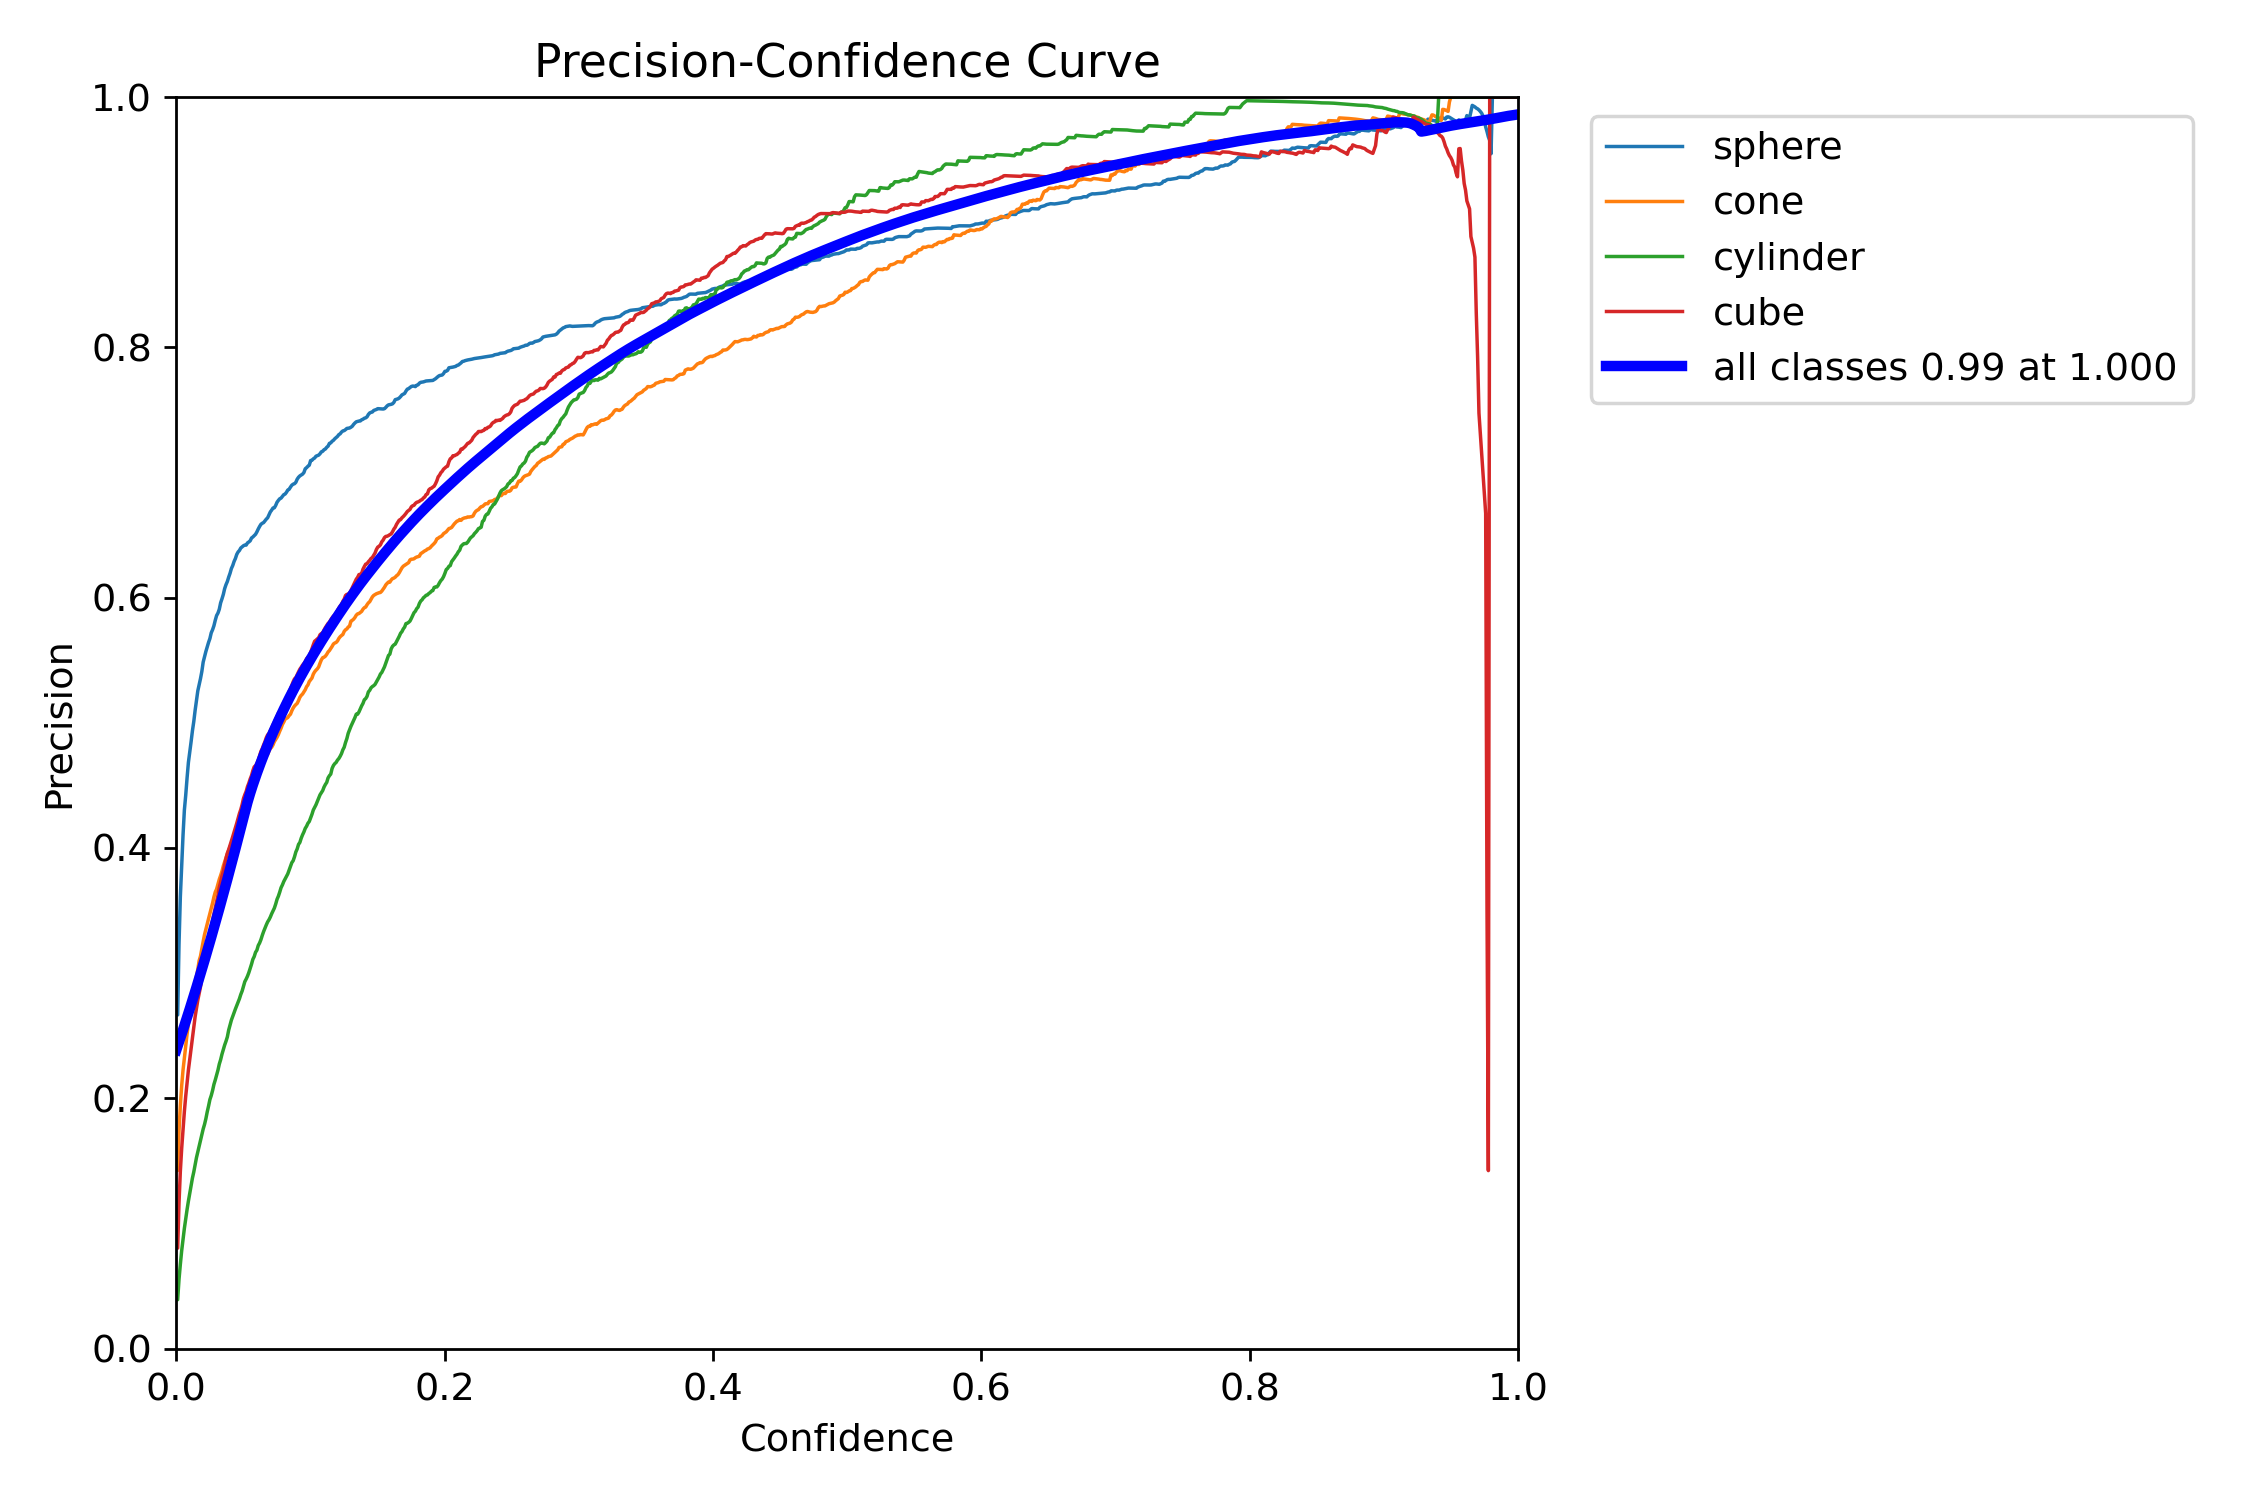 Precision-Confidence Curve
1.0
0.8
0.6
0.4
0.2
0.0
Precision
0.0 0.2 0.4 0.6 0.8 1.0
Confidence
sphere
cone
cylinder
cube
all classes 0.99 at 1.000